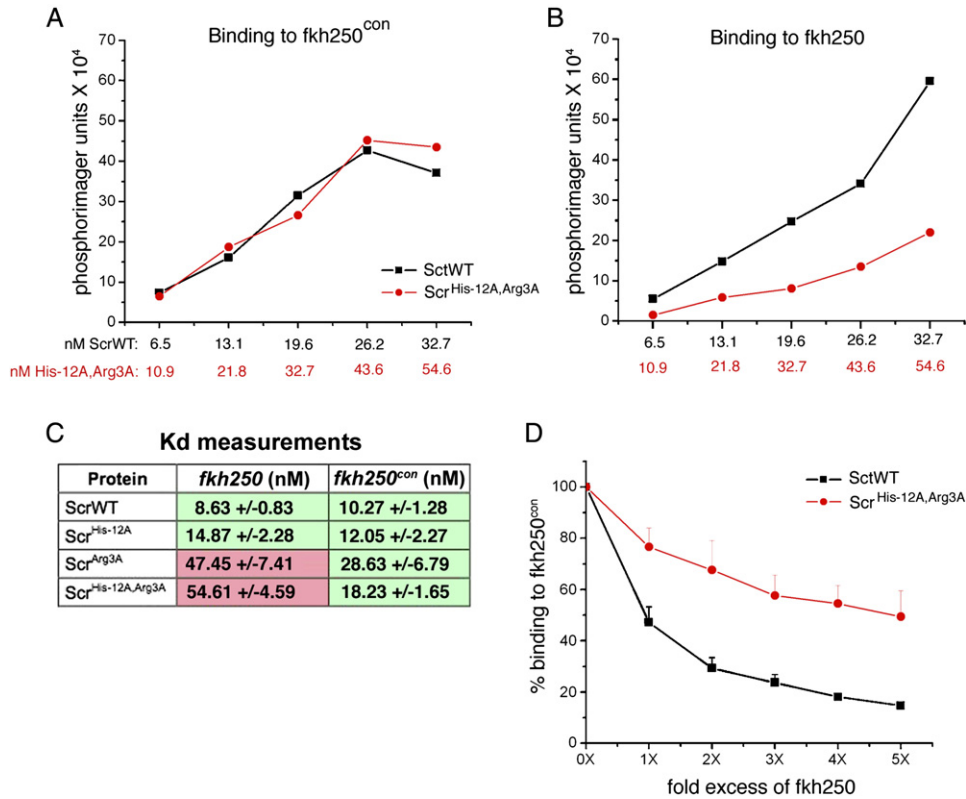 A
Binding to fkh250con
phosphorimager units X 10⁴
70
60
50
40
30
20
10
0
SctWT
ScrHis-12A,Arg3A
nM ScrWT: 6.5 13.1 19.6 26.2 32.7
nM His-12A,Arg3A: 10.9 21.8 32.7 43.6 54.6
B
Binding to fkh250
phosphorimager units X 10⁴
70
60
50
40
30
20
10
0
6.5 13.1 19.6 26.2 32.7
10.9 21.8 32.7 43.6 54.6
C
Kd measurements
Protein fkh250 (nM) fkh250con (nM)
ScrWT 8.63 +/-0.83 10.27 +/-1.28
ScrHis-12A 14.87 +/-2.28 12.05 +/-2.27
ScrArg3A 47.45 +/-7.41 28.63 +/-6.79
ScrHis-12A,Arg3A 54.61 +/-4.59 18.23 +/-1.65
D
% binding to fkh250con
100
80
60
40
20
0
SctWT
ScrHis-12A,Arg3A
0X 1X 2X 3X 4X 5X
fold excess of fkh250